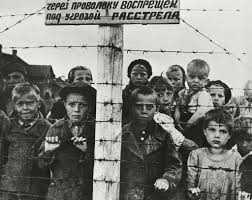 ЧЕРЕЗ ПРОВОЛОКУ ВОСПРЕЩЕН
ПОД УГРОЗОЙ РАССТРЕЛА